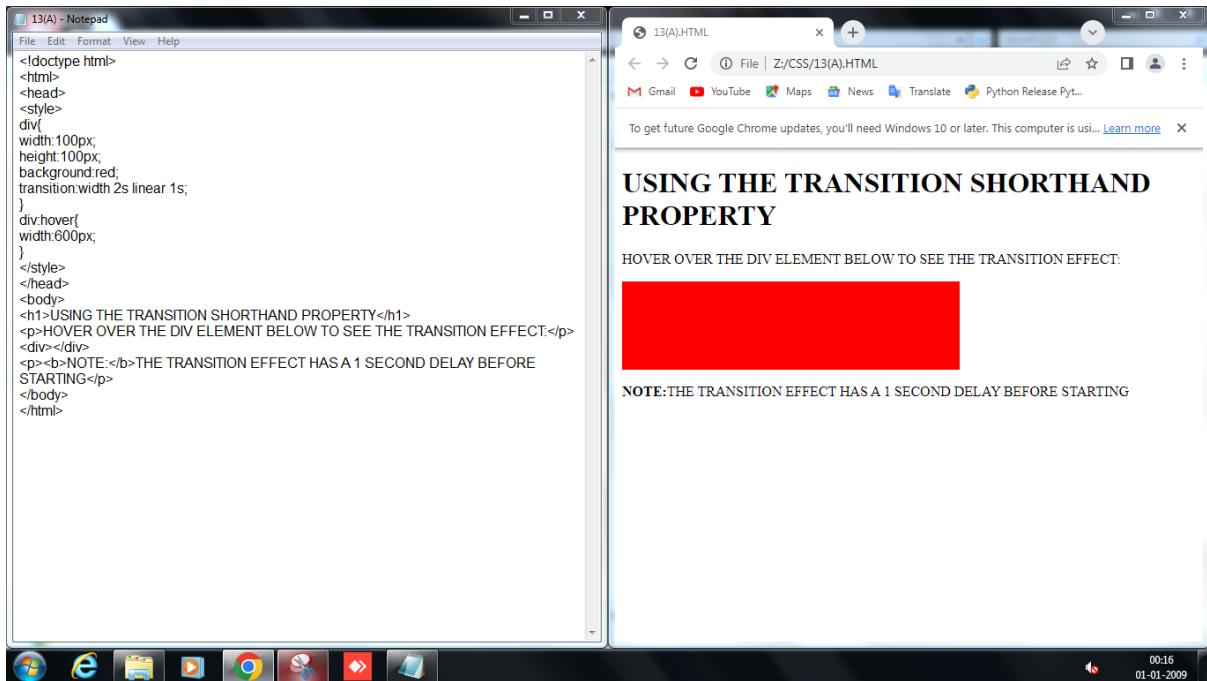 13(A) - Notepad
File Edit Format View Help
<!doctype html>
<html>
<head>
<style>
div{
width:100px;
height:100px;
background:red;
transition:width 2s linear 1s;
}
div:hover{
width:600px;
}
</style>
</head>
<body>
<h1>USING THE TRANSITION SHORTHAND PROPERTY</h1>
<p>HOVER OVER THE DIV ELEMENT BELOW TO SEE THE TRANSITION EFFECT:</p>
<div></div>
<p><b>NOTE:</b>THE TRANSITION EFFECT HAS A 1 SECOND DELAY BEFORE
STARTING</p>
</body>
</html>
13(A).HTML
File | Z:/CSS/13(A).HTML
Gmail YouTube Maps News Translate Python Release Pyt...
To get future Google Chrome updates, you'll need Windows 10 or later. This computer is usi... Learn more
USING THE TRANSITION SHORTHAND
PROPERTY
HOVER OVER THE DIV ELEMENT BELOW TO SEE THE TRANSITION EFFECT:
NOTE:THE TRANSITION EFFECT HAS A 1 SECOND DELAY BEFORE STARTING
00:16
01-01-2009